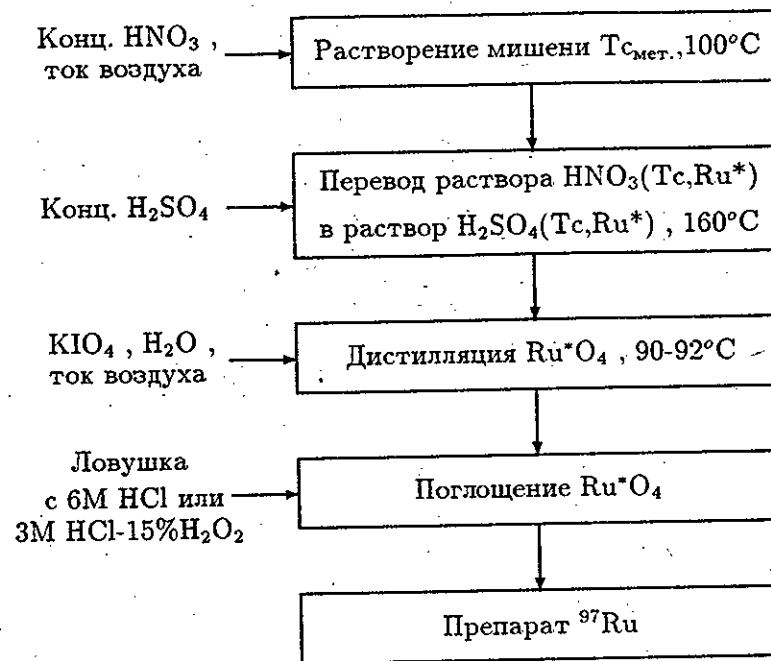 Конц. HNO₃ ,
ток воздуха
Растворение мишени Tcмет.,100°C
Конц. H₂SO₄
Перевод раствора HNO₃(Tc,Ru*)
в раствор H₂SO₄(Tc,Ru*) , 160°C
KIO₄ , H₂O ,
ток воздуха
Дистилляция Ru*O₄ , 90-92°C
Ловушка
с 6М HCl или
3М HCl-15%H₂O₂
Поглощение Ru*O₄
Препарат ⁹⁷Ru